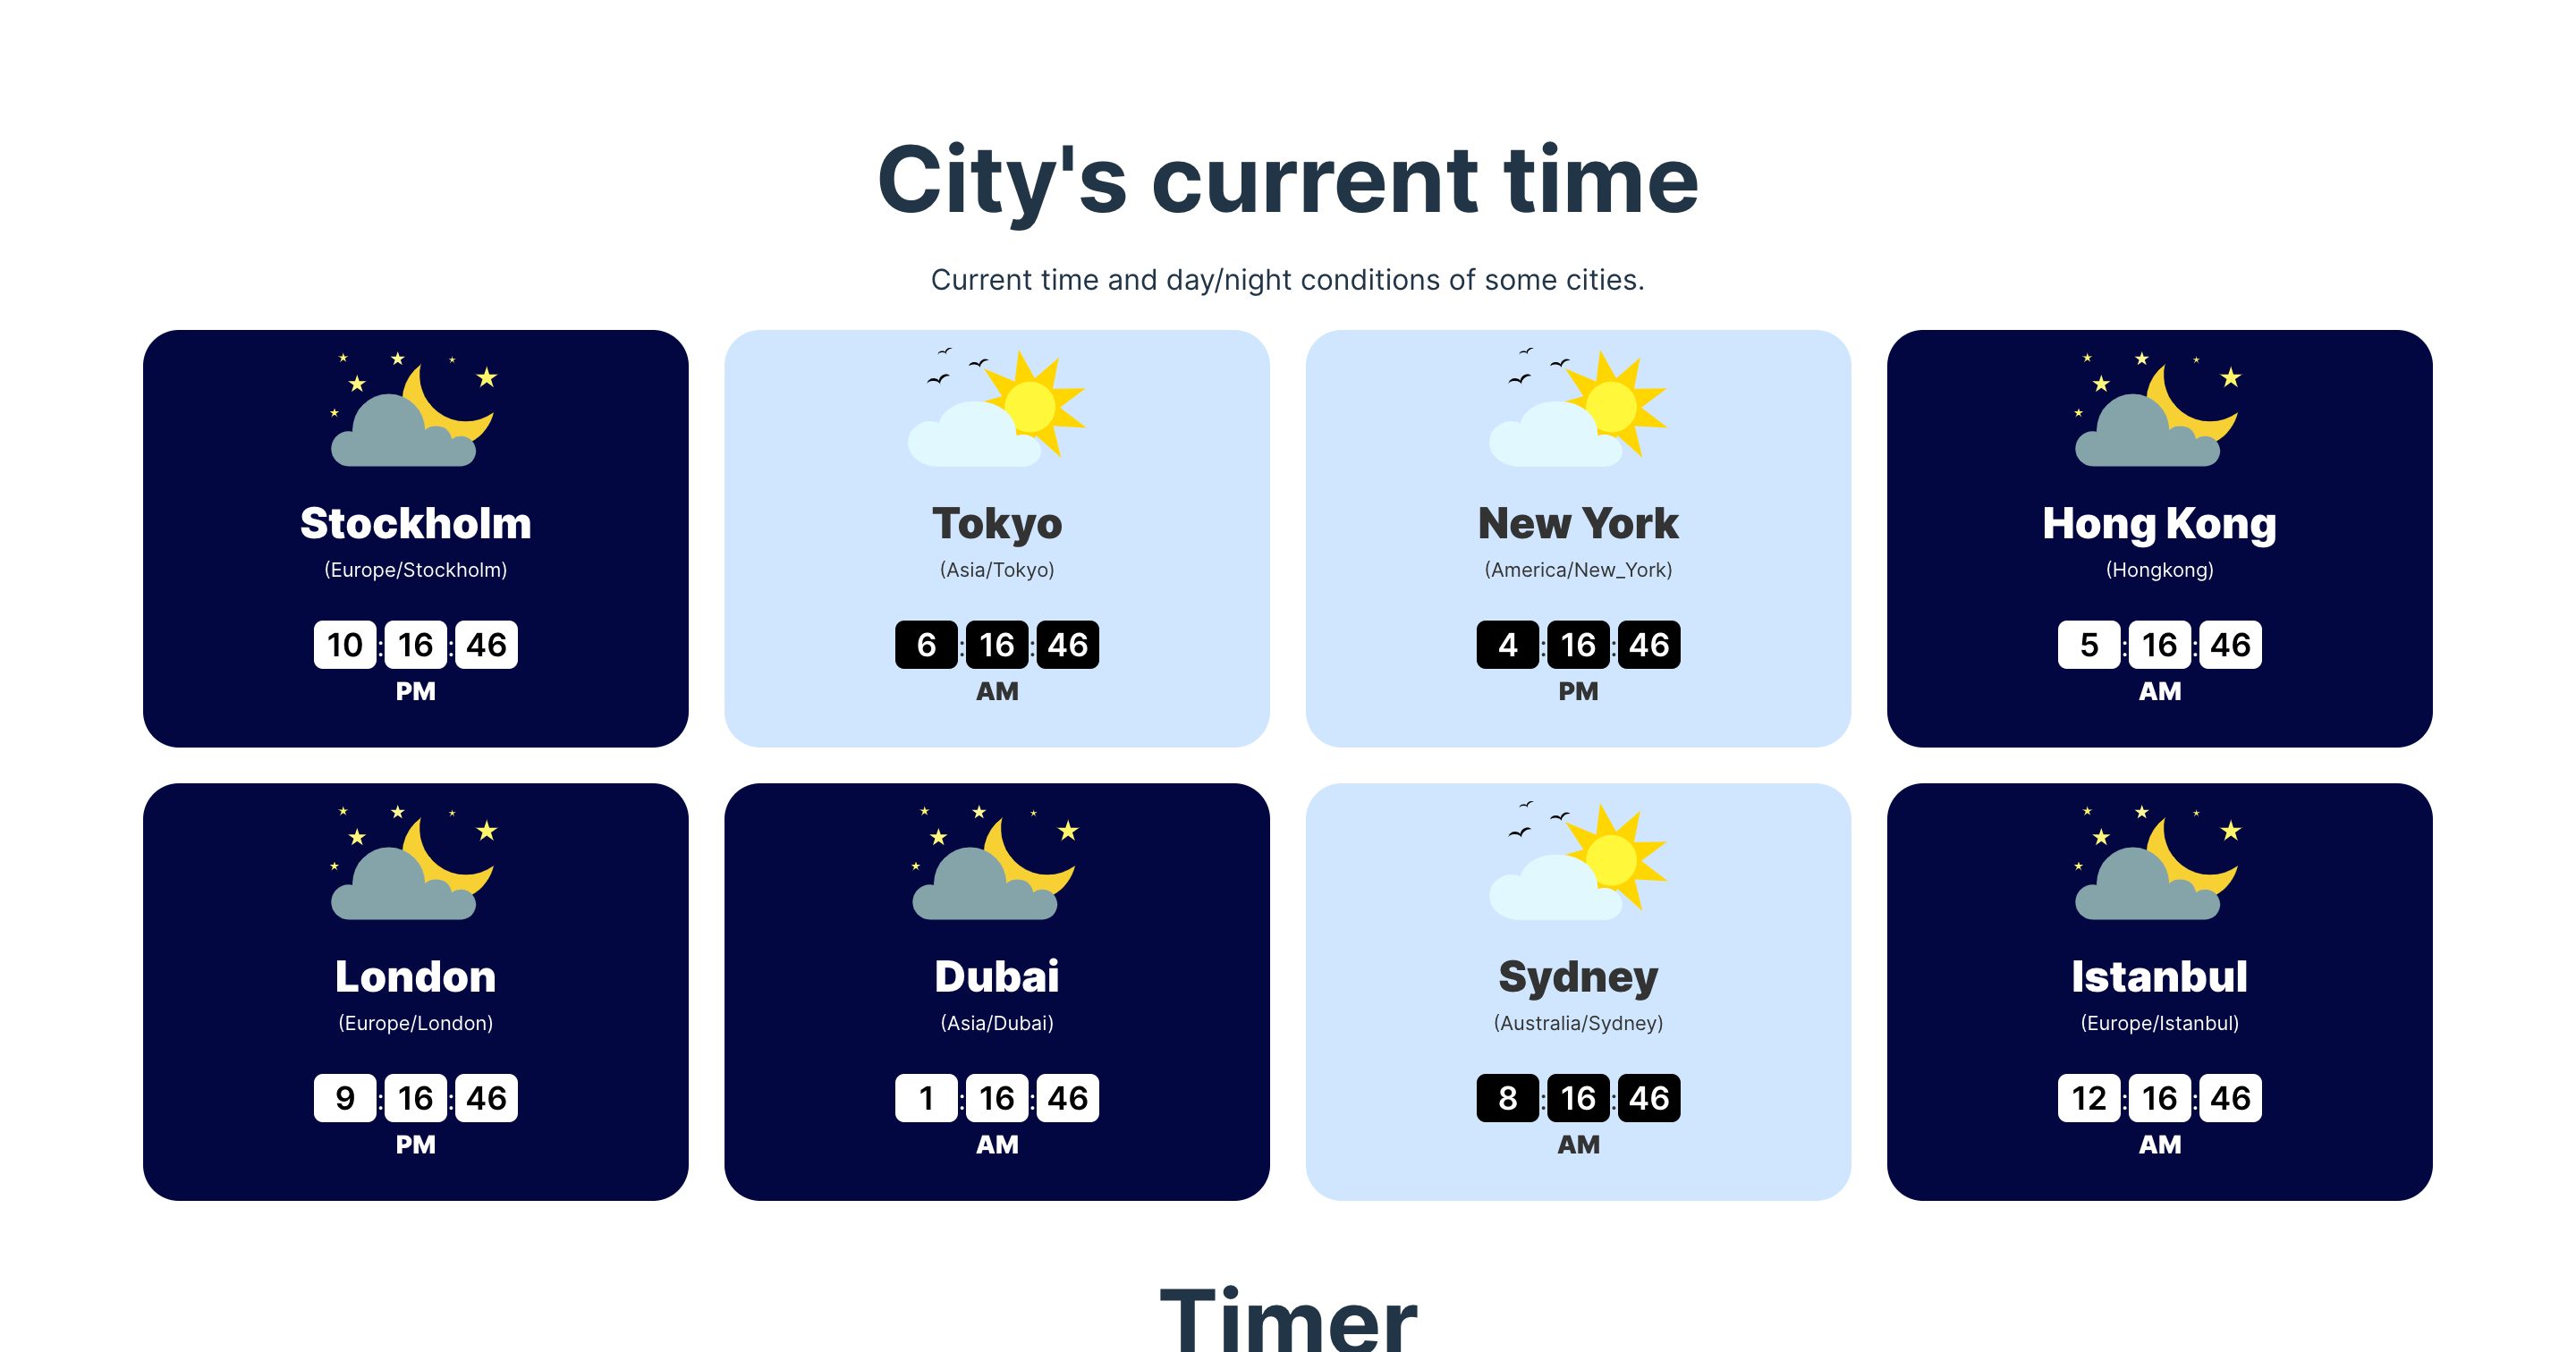 City's current time
Current time and day/night conditions of some cities.
Stockholm
(Europe/Stockholm)
10:16:46
PM
Tokyo
(Asia/Tokyo)
6:16:46
AM
New York
(America/New_York)
4:16:46
PM
Hong Kong
(Hongkong)
5:16:46
AM
London
(Europe/London)
9:16:46
PM
Dubai
(Asia/Dubai)
1:16:46
AM
Sydney
(Australia/Sydney)
8:16:46
AM
Istanbul
(Europe/Istanbul)
12:16:46
AM
Timer